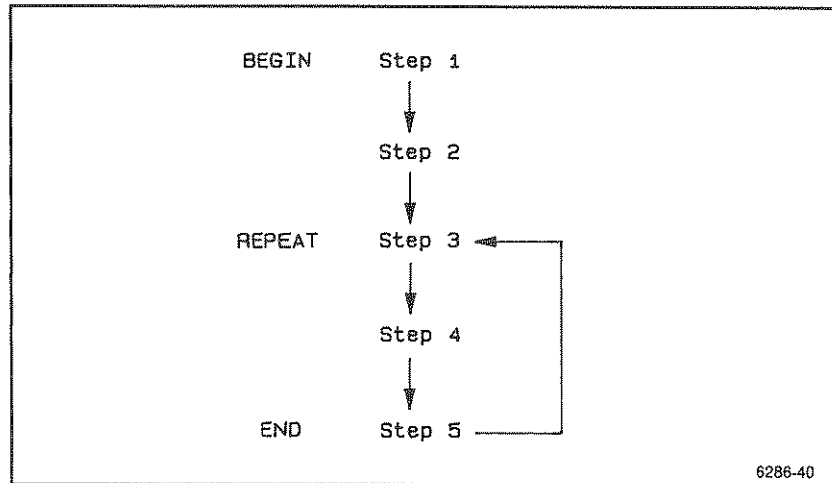 BEGIN Step 1
Step 2
REPEAT Step 3
Step 4
END Step 5
6286-40